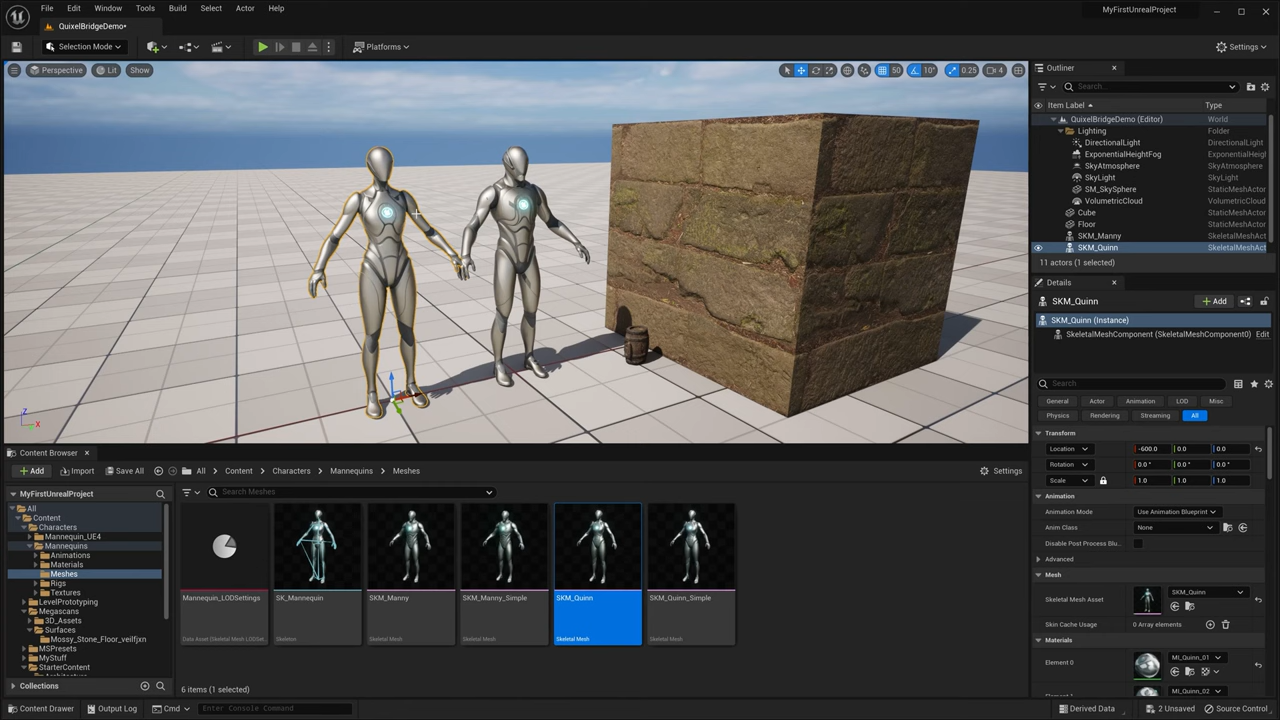 File Edit Window Tools Build Select Actor Help
MyFirstUnrealProject
QuixelBridgeDemo*
Selection Mode
Platforms
Settings
Perspective Lit Show
50 10° 0.25 4
Outliner
Search...
Item Label Type
QuixelBridgeDemo (Editor) World
Lighting Folder
DirectionalLight DirectionalLight
ExponentialHeightFog ExponentialHeigh
SkyAtmosphere SkyAtmosphere
SkyLight SkyLight
SM_SkySphere StaticMeshActor
VolumetricCloud VolumetricCloud
Cube StaticMeshActor
Floor StaticMeshActor
SKM_Manny SkeletalMeshAct
SKM_Quinn SkeletalMeshAct
11 actors (1 selected)
Details
SKM_Quinn
Add
SKM_Quinn (Instance)
SkeletalMeshComponent (SkeletalMeshComponent0) Edit
Search
General Actor Animation LOD Misc
Physics Rendering Streaming All
Transform
Location -600.0 0.0 0.0
Rotation 0.0 ° 0.0 ° 0.0 °
Scale 1.0 1.0 1.0
Animation
Animation Mode Use Animation Blueprint
Anim Class None
Disable Post Process Blu...
Advanced
Mesh
Skeletal Mesh Asset SKM_Quinn
Skin Cache Usage 0 Array elements
Materials
Element 0 MI_Quinn_01
MI_Quinn_02
Z
X
Content Browser
Add Import Save All All Content Characters Mannequins Meshes Settings
MyFirstUnrealProject
Search Meshes
All
Content
Characters
Mannequin_UE4
Mannequins
Animations
Materials
Meshes
Rigs
Textures
LevelPrototyping
Megascans
3D_Assets
Surfaces
Mossy_Stone_Floor_veilfjxn
MSPresets
MyStuff
StarterContent
Collections
Mannequin_LODSettings SK_Mannequin SKM_Manny SKM_Manny_Simple SKM_Quinn SKM_Quinn_Simple
Data Asset (Skeletal Mesh LODSet... Skeleton Skeletal Mesh Skeletal Mesh Skeletal Mesh Skeletal Mesh
6 items (1 selected)
Content Drawer Output Log Cmd Enter Console Command Derived Data 2 Unsaved Source Control